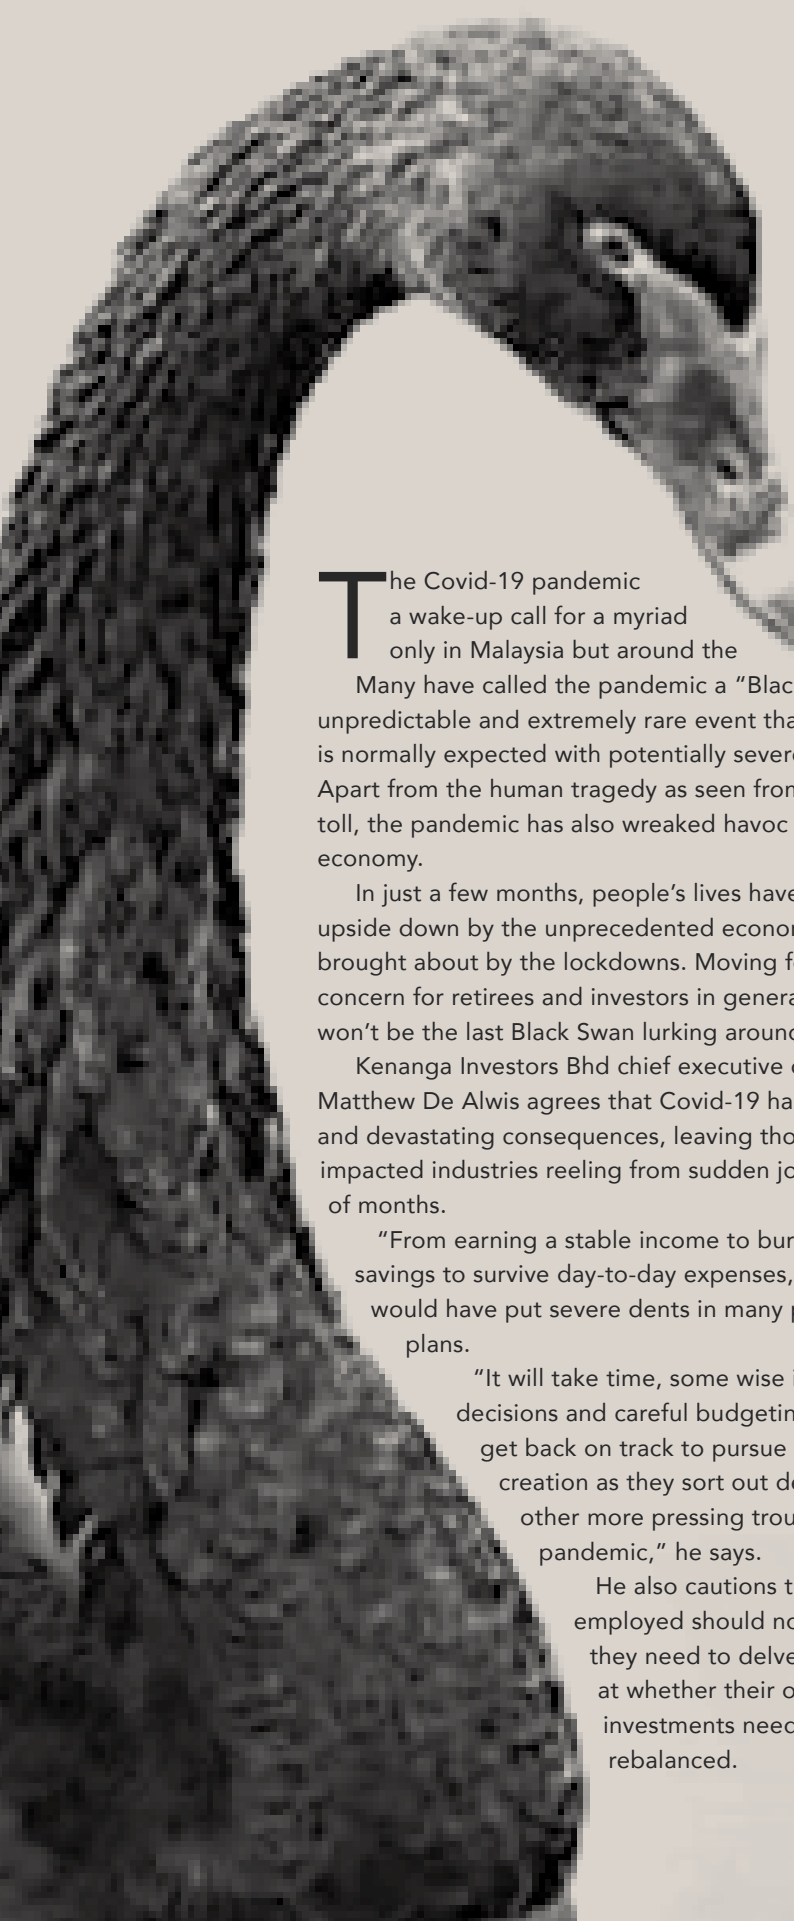 The Covid-19 pandemic
a wake-up call for a myriad
only in Malaysia but around the
Many have called the pandemic a “Blac
unpredictable and extremely rare event tha
is normally expected with potentially sever
Apart from the human tragedy as seen from
toll, the pandemic has also wreaked havoc
economy.
In just a few months, people’s lives have
upside down by the unprecedented econo
brought about by the lockdowns. Moving f
concern for retirees and investors in genera
won’t be the last Black Swan lurking around
Kenanga Investors Bhd chief executive
Matthew De Alwis agrees that Covid-19 ha
and devastating consequences, leaving tho
impacted industries reeling from sudden jo
of months.
“From earning a stable income to bur
savings to survive day-to-day expenses,
would have put severe dents in many
plans.
“It will take time, some wise
decisions and careful budgetin
get back on track to pursue
creation as they sort out de
other more pressing trou
pandemic,” he says.
He also cautions t
employed should no
they need to delve
at whether their o
investments need
rebalanced.